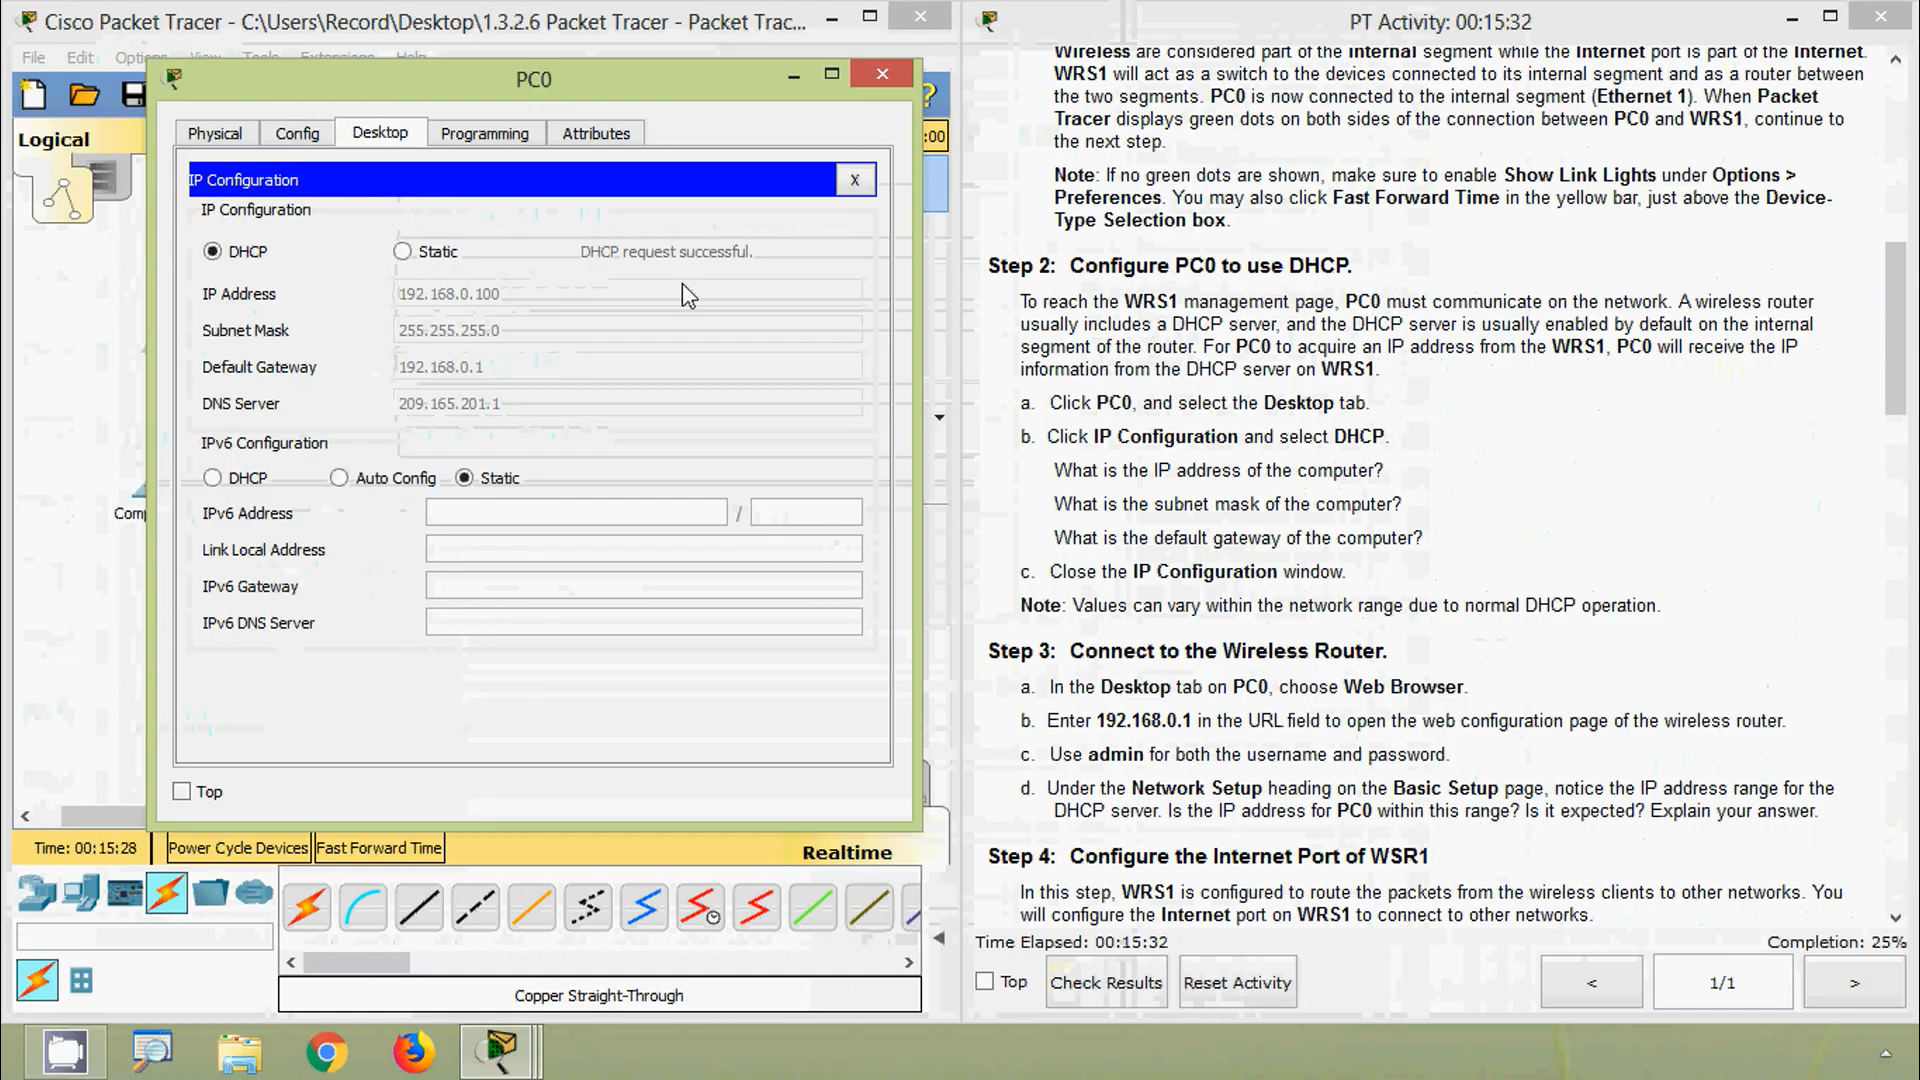 Cisco Packet Tracer - C:\Users\Record\Desktop\1.3.2.6 Packet Tracer - Packet Trac...
File Edit Options View Tools Extensions Help
Logical
:00
PC0
Physical Config Desktop Programming Attributes
IP Configuration X
IP Configuration
DHCP Static DHCP request successful.
IP Address 192.168.0.100
Subnet Mask 255.255.255.0
Default Gateway 192.168.0.1
DNS Server 209.165.201.1
IPv6 Configuration
DHCP Auto Config Static
IPv6 Address /
Link Local Address
IPv6 Gateway
IPv6 DNS Server
Top
Comp
Time: 00:15:28 Power Cycle Devices Fast Forward Time Realtime
Copper Straight-Through
PT Activity: 00:15:32
Wireless are considered part of the internal segment while the Internet port is part of the Internet.
WRS1 will act as a switch to the devices connected to its internal segment and as a router between
the two segments. PC0 is now connected to the internal segment (Ethernet 1). When Packet
Tracer displays green dots on both sides of the connection between PC0 and WRS1, continue to
the next step.
Note: If no green dots are shown, make sure to enable Show Link Lights under Options >
Preferences. You may also click Fast Forward Time in the yellow bar, just above the Device-
Type Selection box.
Step 2: Configure PC0 to use DHCP.
To reach the WRS1 management page, PC0 must communicate on the network. A wireless router
usually includes a DHCP server, and the DHCP server is usually enabled by default on the internal
segment of the router. For PC0 to acquire an IP address from the WRS1, PC0 will receive the IP
information from the DHCP server on WRS1.
a. Click PC0, and select the Desktop tab.
b. Click IP Configuration and select DHCP.
What is the IP address of the computer?
What is the subnet mask of the computer?
What is the default gateway of the computer?
c. Close the IP Configuration window.
Note: Values can vary within the network range due to normal DHCP operation.
Step 3: Connect to the Wireless Router.
a. In the Desktop tab on PC0, choose Web Browser.
b. Enter 192.168.0.1 in the URL field to open the web configuration page of the wireless router.
c. Use admin for both the username and password.
d. Under the Network Setup heading on the Basic Setup page, notice the IP address range for the
DHCP server. Is the IP address for PC0 within this range? Is it expected? Explain your answer.
Step 4: Configure the Internet Port of WSR1
In this step, WRS1 is configured to route the packets from the wireless clients to other networks. You
will configure the Internet port on WRS1 to connect to other networks.
Time Elapsed: 00:15:32 Completion: 25%
Top Check Results Reset Activity < 1/1 >